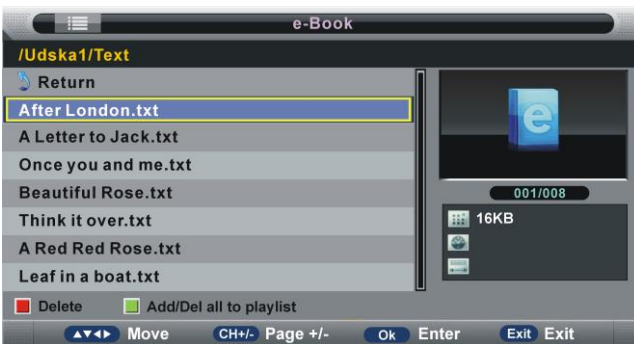 e-Book
/Udska1/Text
Return
After London.txt
A Letter to Jack.txt
Once you and me.txt
Beautiful Rose.txt
Think it over.txt
A Red Red Rose.txt
Leaf in a boat.txt
e
001/008
16KB
Delete Add/Del all to playlist
▲▼◀▶ Move CH+/- Page +/- Ok Enter Exit Exit